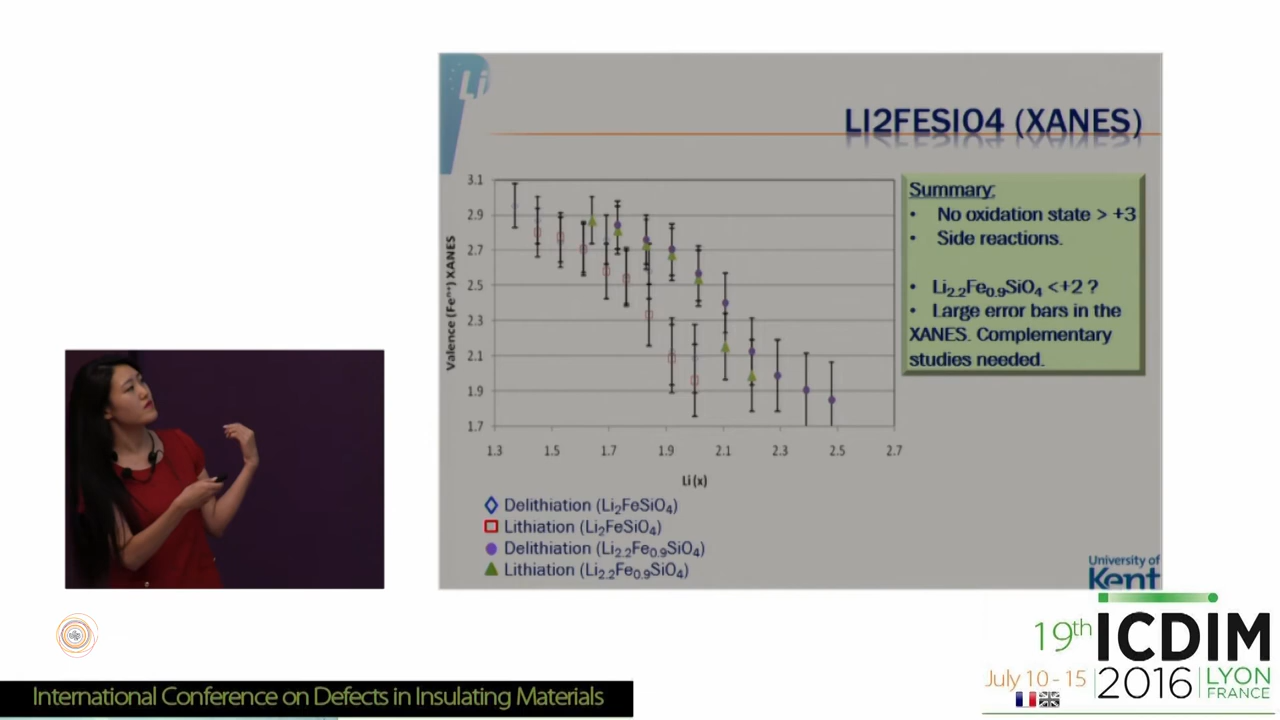 Li
LI2FESIO4 (XANES)
3.1
2.9
2.7
2.5
2.3
2.1
1.9
1.7
Valence (Feⁿ⁺) XANES
1.3 1.5 1.7 1.9 2.1 2.3 2.5 2.7
Li (x)
Delithiation (Li₂FeSiO₄)
Lithiation (Li₂FeSiO₄)
Delithiation (Li₂.₂Fe₀.₉SiO₄)
Lithiation (Li₂.₂Fe₀.₉SiO₄)
Summary:
• No oxidation state > +3
• Side reactions.
• Li₂.₂Fe₀.₉SiO₄ <+2 ?
• Large error bars in the
XANES. Complementary
studies needed.
University of
Kent
19th ICDIM
July 10 - 15 2016 LYON
FRANCE
International Conference on Defects in Insulating Materials